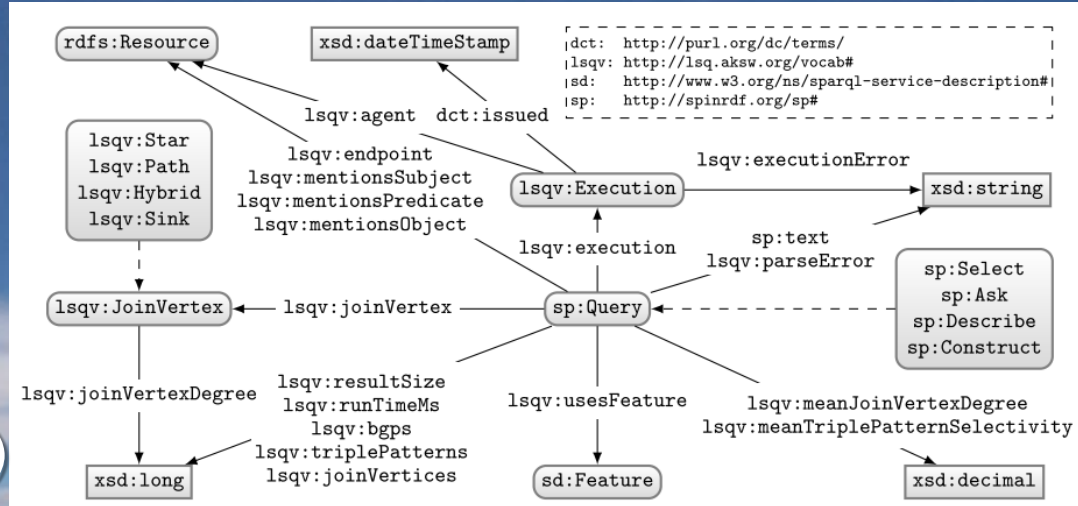 rdfs:Resource
xsd:dateTimeStamp
dct: http://purl.org/dc/terms/
lsqv: http://lsq.aksw.org/vocab#
sd: http://www.w3.org/ns/sparql-service-description#
sp: http://spinrdf.org/sp#
lsqv:agent
dct:issued
lsqv:Star
lsqv:Path
lsqv:Hybrid
lsqv:Sink
lsqv:endpoint
lsqv:mentionsSubject
lsqv:mentionsPredicate
lsqv:mentionsObject
lsqv:Execution
lsqv:executionError
xsd:string
lsqv:execution
sp:text
lsqv:parseError
sp:Select
sp:Ask
sp:Describe
sp:Construct
lsqv:JoinVertex
lsqv:joinVertex
sp:Query
lsqv:joinVertexDegree
lsqv:resultSize
lsqv:runTimeMs
lsqv:bgps
lsqv:triplePatterns
lsqv:joinVertices
lsqv:usesFeature
lsqv:meanJoinVertexDegree
lsqv:meanTriplePatternSelectivity
xsd:long
sd:Feature
xsd:decimal